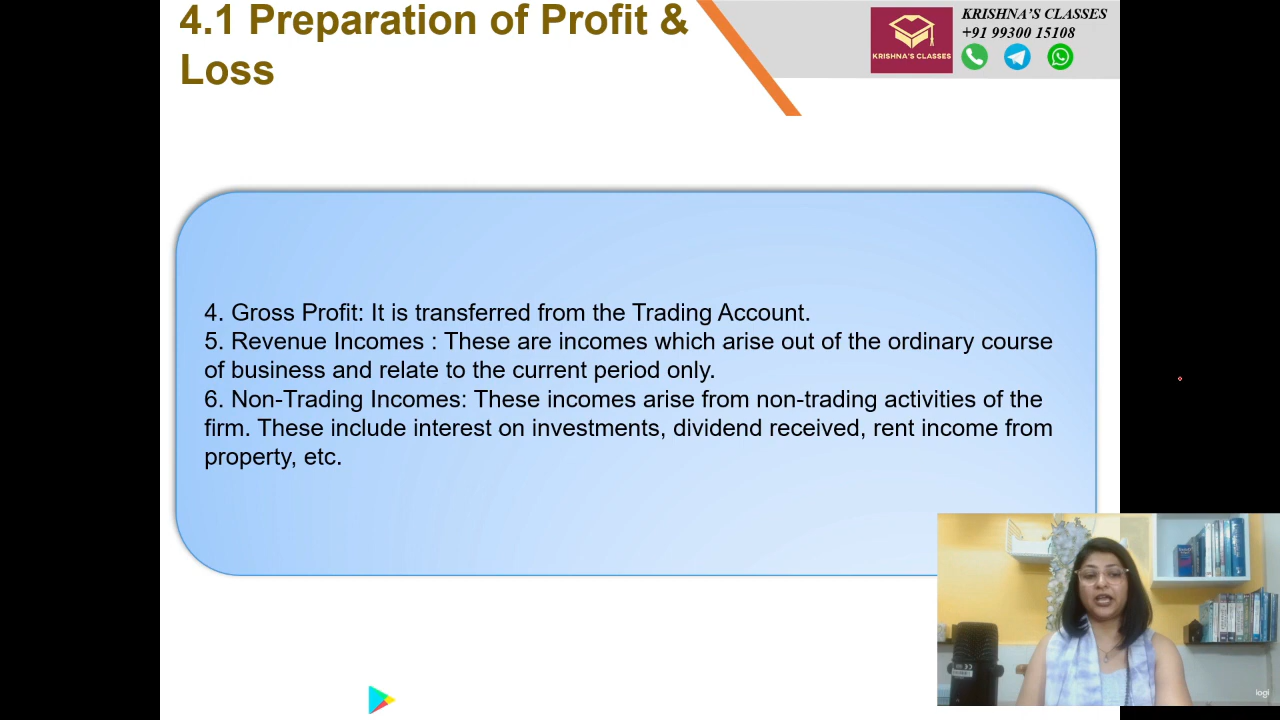 4.1 Preparation of Profit &
Loss
KRISHNA'S CLASSES
+91 99300 15108
KRISHNA'S CLASSES
4. Gross Profit: It is transferred from the Trading Account.
5. Revenue Incomes : These are incomes which arise out of the ordinary course
of business and relate to the current period only.
6. Non-Trading Incomes: These incomes arise from non-trading activities of the
firm. These include interest on investments, dividend received, rent income from
property, etc.
logi